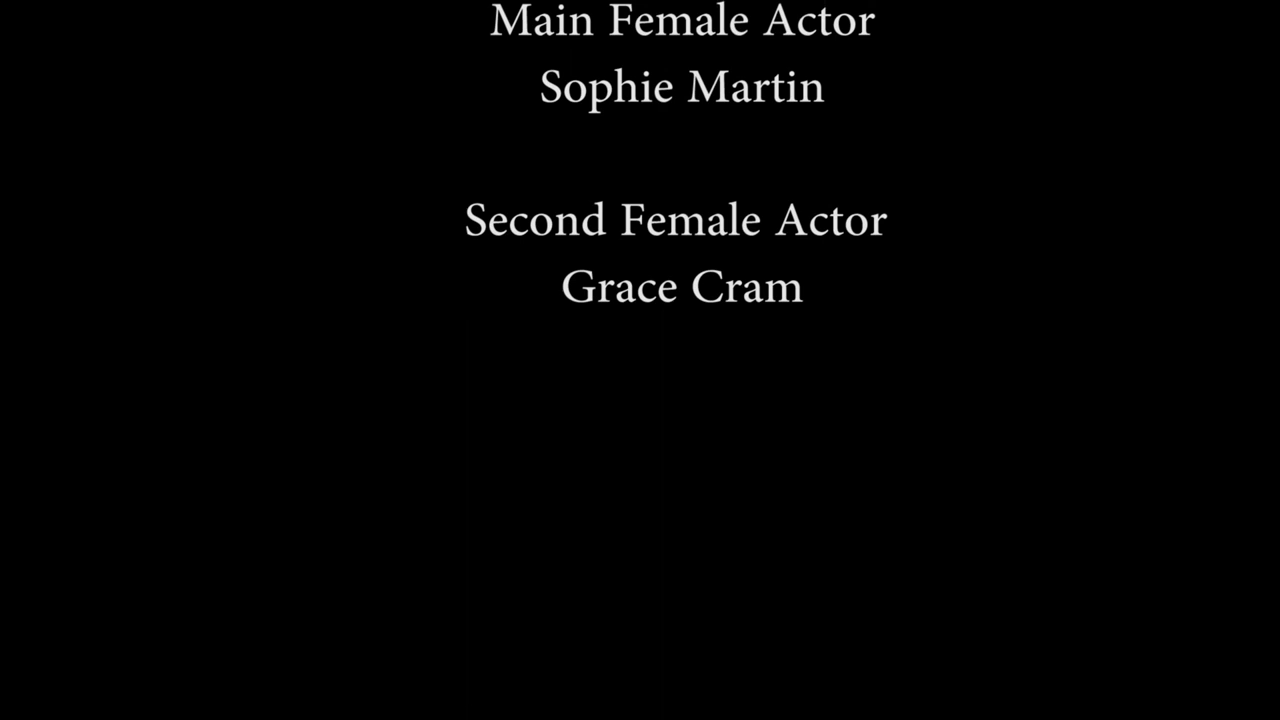 Main Female Actor
Sophie Martin
Second Female Actor
Grace Cram